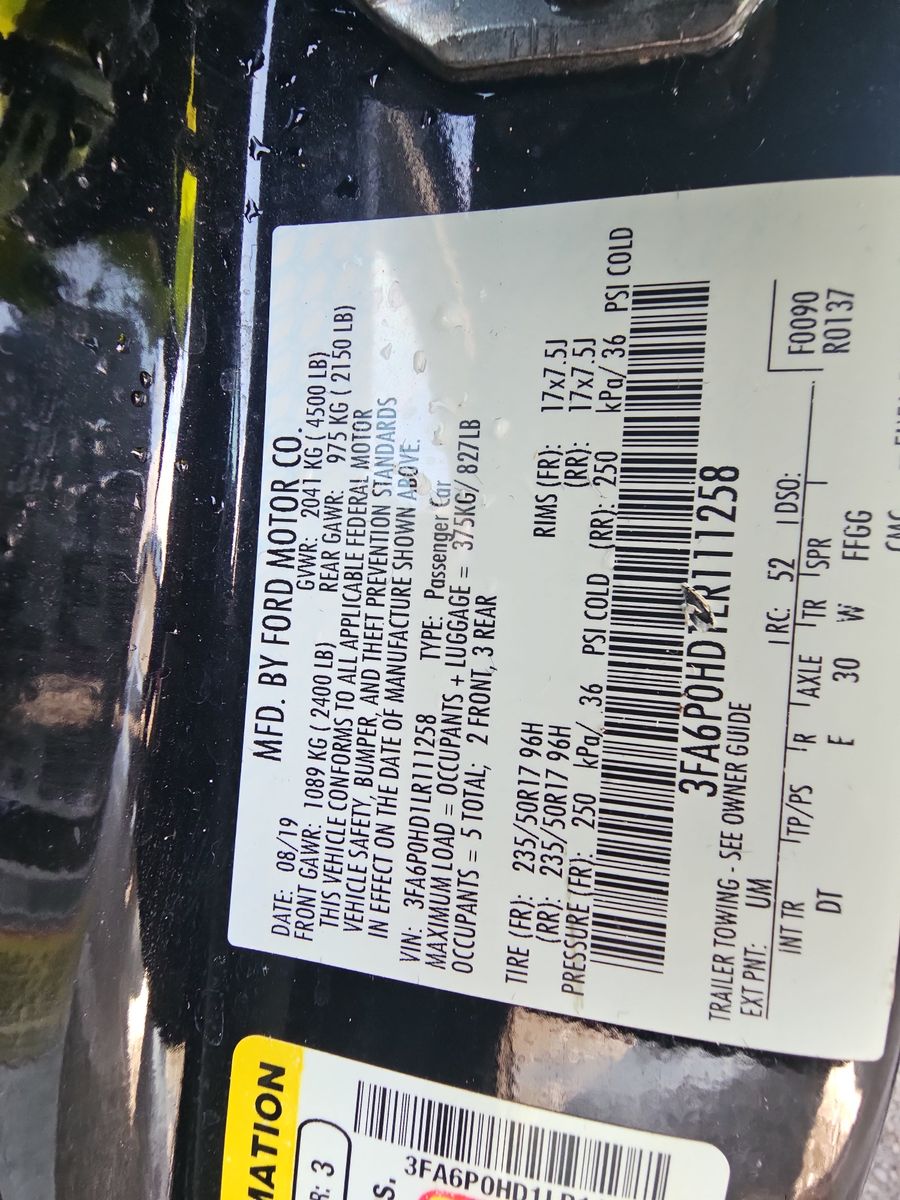 MFD. BY FORD MOTOR CO.
DATE: 08/19 GVWR: 2041 KG ( 4500 LB)
FRONT GAWR: 1089 KG ( 2400 LB) REAR GAWR: 975 KG ( 2150 LB)
THIS VEHICLE CONFORMS TO ALL APPLICABLE FEDERAL MOTOR
VEHICLE SAFETY, BUMPER, AND THEFT PREVENTION STANDARDS
IN EFFECT ON THE DATE OF MANUFACTURE SHOWN ABOVE.
VIN: 3FA6P0HD1LR111258 TYPE: Passenger Car
MAXIMUM LOAD = OCCUPANTS + LUGGAGE = 375KG// 827LB
OCCUPANTS = 5 TOTAL; 2 FRONT, 3 REAR
TIRE (FR): 235/50R17 96H RIMS (FR): 17x7.5J
(RR): 235/50R17 96H (RR): 17x7.5J
PRESSURE (FR): 250 kPa/ 36 PSI COLD (RR): 250 kPa/ 36 PSI COLD
3FA6P0HD1LR111258
TRAILER TOWING - SEE OWNER GUIDE
EXT PNT: UM RC: 52 DSO: F0090
INT TR TP/PS R AXLE TR SPR R0137
DT E 30 W FFGG
MATION
R: 3
S.
3FA6P0HD1LR1